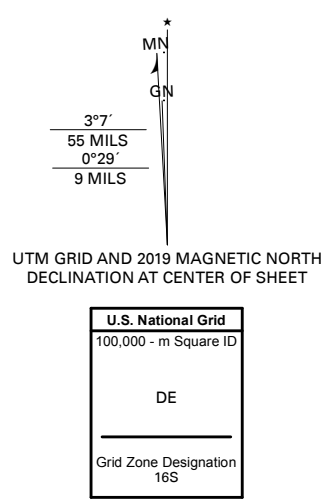 ★
MN
GN
3°7´
55 MILS
0°29´
9 MILS
UTM GRID AND 2019 MAGNETIC NORTH
DECLINATION AT CENTER OF SHEET
U.S. National Grid
100,000 - m Square ID
DE
Grid Zone Designation
16S